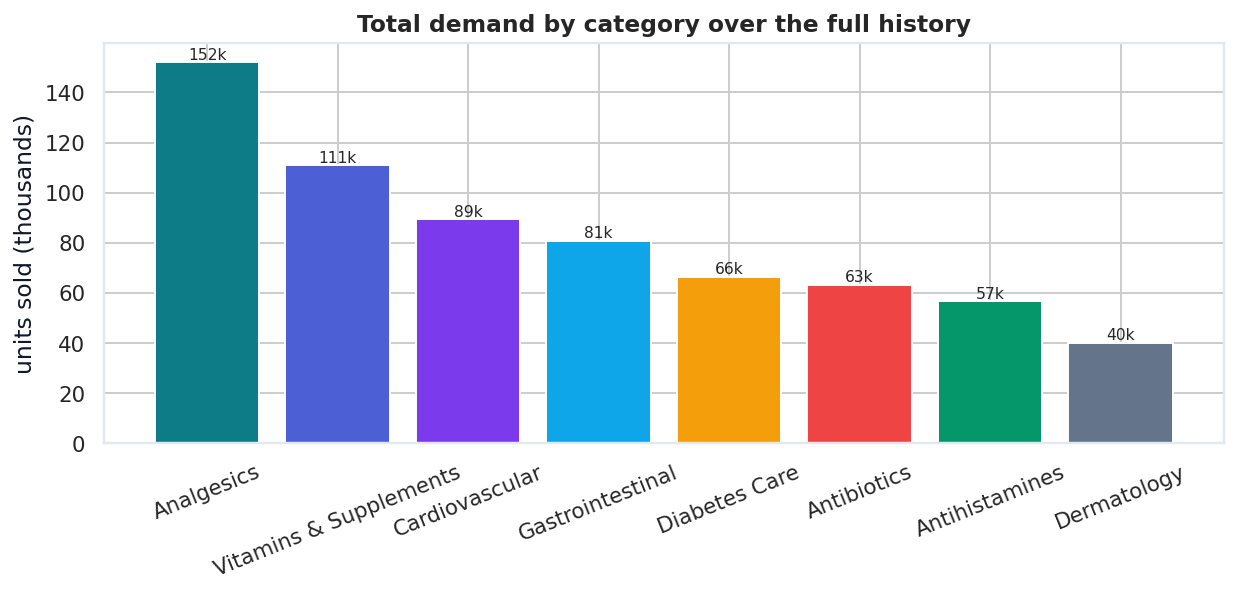 Total demand by category over the full history
units sold (thousands)
140
120
100
80
60
40
20
0
152k
111k
89k
81k
66k
63k
57k
40k
Analgesics
Vitamins & Supplements
Cardiovascular
Gastrointestinal
Diabetes Care
Antibiotics
Antihistamines
Dermatology